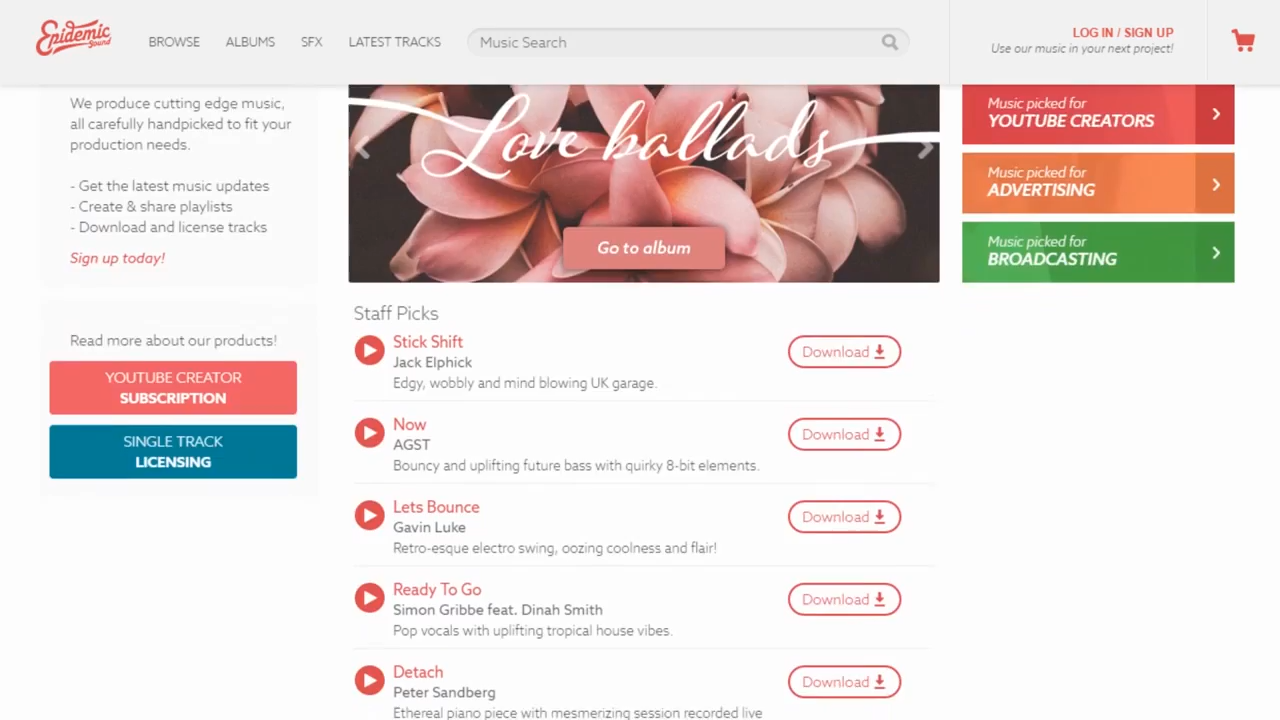 Epidemic
Sound
BROWSE
ALBUMS
SFX
LATEST TRACKS
Music Search
LOG IN / SIGN UP
Use our music in your next project!
We produce cutting edge music,
all carefully handpicked to fit your
production needs.
- Get the latest music updates
- Create & share playlists
- Download and license tracks
Sign up today!
Read more about our products!
YOUTUBE CREATOR
SUBSCRIPTION
SINGLE TRACK
LICENSING
Love ballads
Go to album
Staff Picks
Stick Shift
Jack Elphick
Edgy, wobbly and mind blowing UK garage.
Download
Now
AGST
Bouncy and uplifting future bass with quirky 8-bit elements.
Download
Lets Bounce
Gavin Luke
Retro-esque electro swing, oozing coolness and flair!
Download
Ready To Go
Simon Gribbe feat. Dinah Smith
Pop vocals with uplifting tropical house vibes.
Download
Detach
Peter Sandberg
Ethereal piano piece with mesmerizing session recorded live
Download
Music picked for
YOUTUBE CREATORS
Music picked for
ADVERTISING
Music picked for
BROADCASTING